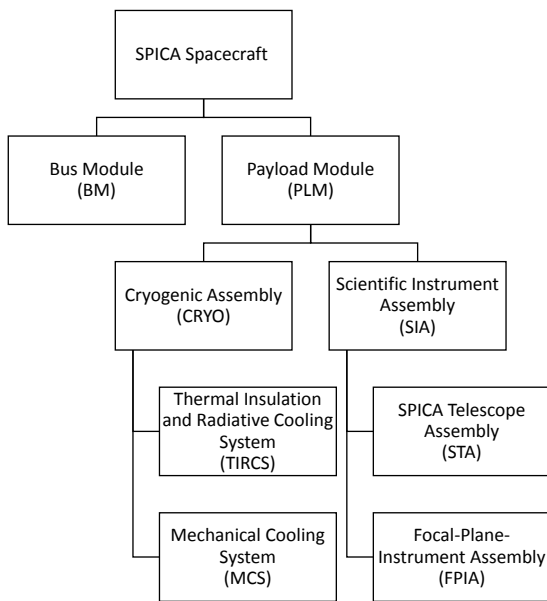 SPICA Spacecraft
Bus Module
(BM)
Payload Module
(PLM)
Cryogenic Assembly
(CRYO)
Scientific Instrument
Assembly
(SIA)
Thermal Insulation
and Radiative Cooling
System
(TIRCS)
SPICA Telescope
Assembly
(STA)
Mechanical Cooling
System
(MCS)
Focal-Plane-
Instrument Assembly
(FPIA)